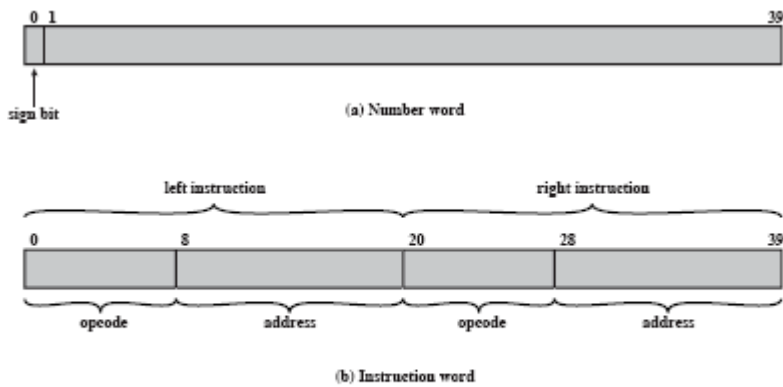 0 1 39
sign bit
(a) Number word
left instruction right instruction
0 8 20 28 39
opcode address opcode address
(b) Instruction word